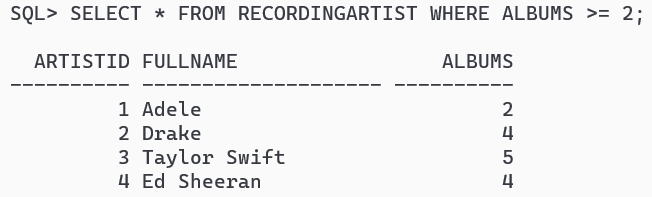 SQL> SELECT * FROM RECORDINGARTIST WHERE ALBUMS >= 2;
  ARTISTID FULLNAME                 ALBUMS
---------- -------------------- ----------
         1 Adele                         2
         2 Drake                         4
         3 Taylor Swift                  5
         4 Ed Sheeran                    4